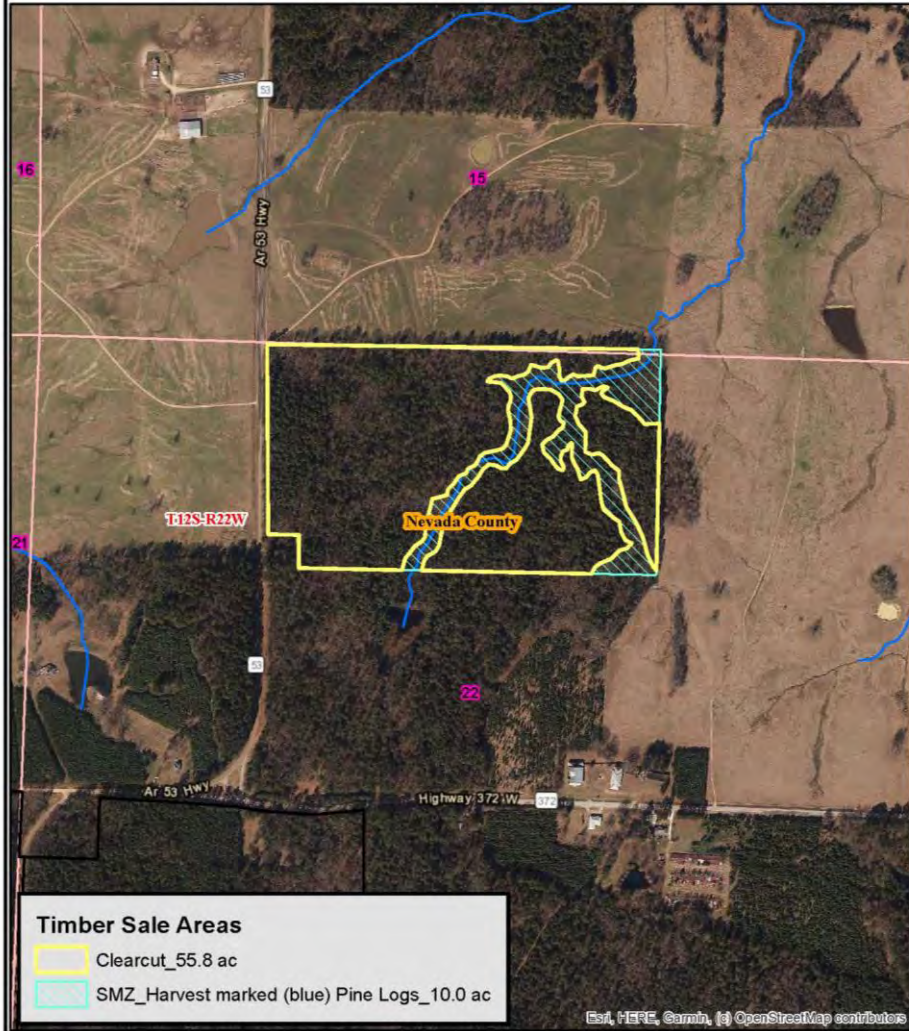 53
16
15
Ar 53 Hwy
T12S-R22W
Nevada County
21
53
22
Ar 53 Hwy
Highway 372 W
372
Timber Sale Areas
Clearcut_55.8 ac
SMZ_Harvest marked (blue) Pine Logs_10.0 ac
Esri, HERE, Garmin, (c) OpenStreetMap contributors